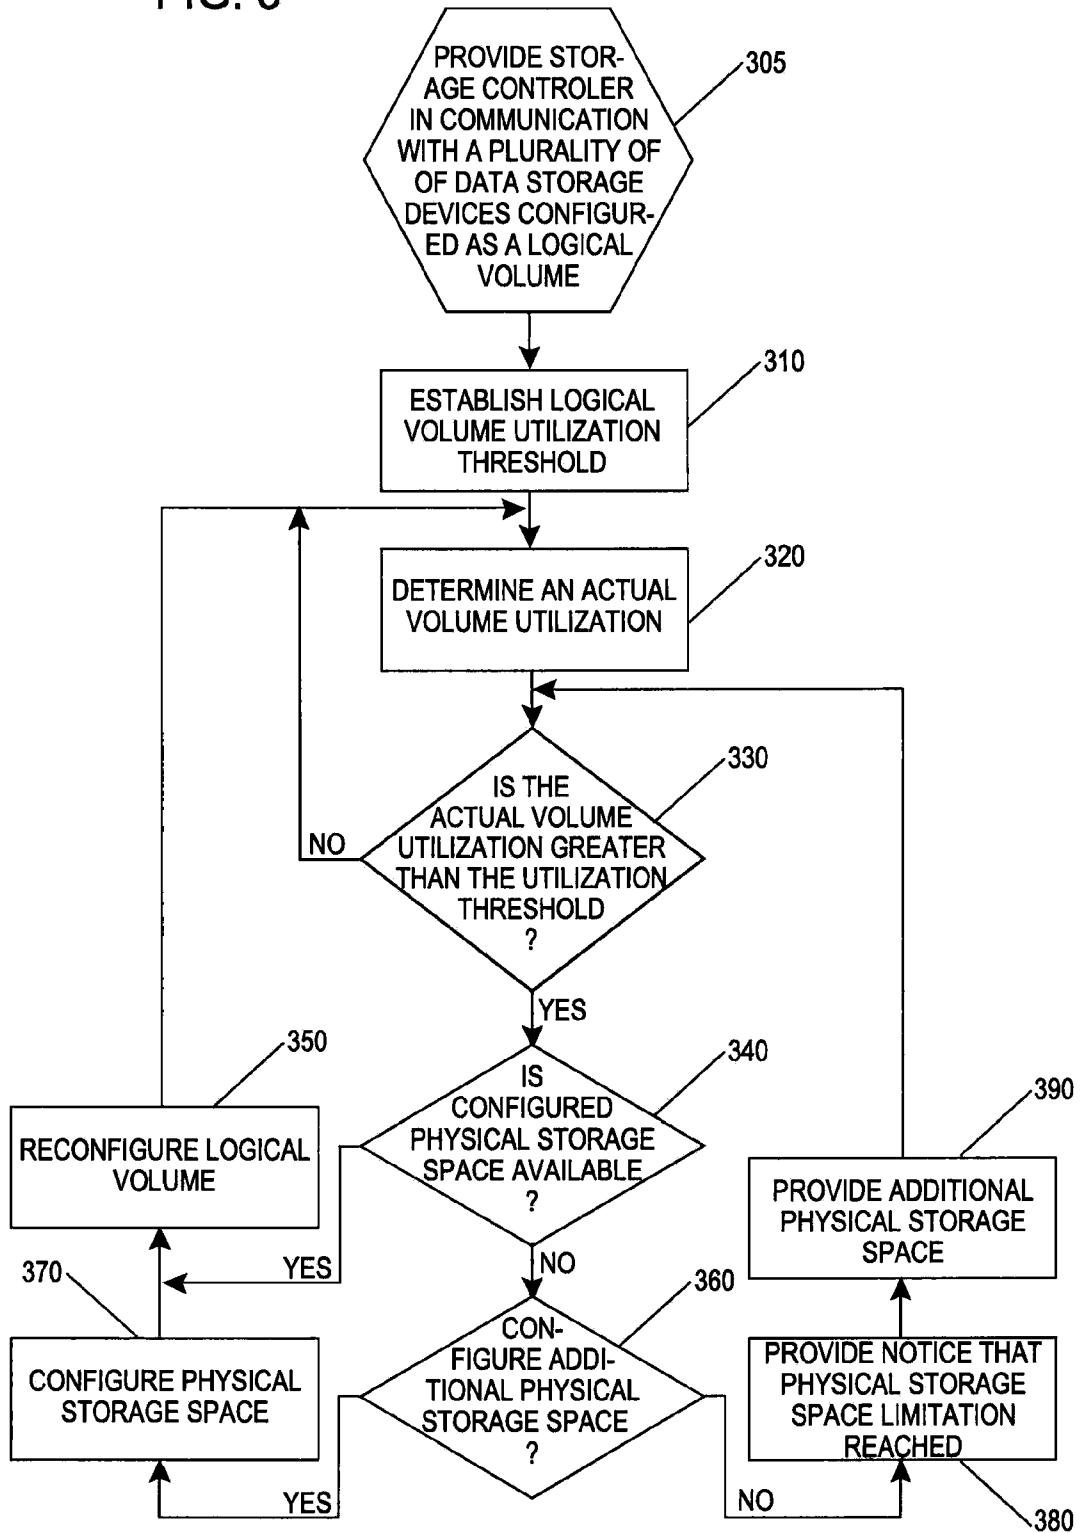 PROVIDE STOR-
AGE CONTROLER
IN COMMUNICATION
WITH A PLURALITY OF
OF DATA STORAGE
DEVICES CONFIGUR-
ED AS A LOGICAL
VOLUME
305
ESTABLISH LOGICAL
VOLUME UTILIZATION
THRESHOLD
310
DETERMINE AN ACTUAL
VOLUME UTILIZATION
320
IS THE
ACTUAL VOLUME
UTILIZATION GREATER
THAN THE UTILIZATION
THRESHOLD
?
330
NO
YES
IS
CONFIGURED
PHYSICAL STORAGE
SPACE AVAILABLE
?
340
YES
NO
RECONFIGURE LOGICAL
VOLUME
350
CON-
FIGURE ADDI-
TIONAL PHYSICAL
STORAGE SPACE
?
360
YES
NO
CONFIGURE PHYSICAL
STORAGE SPACE
370
PROVIDE ADDITIONAL
PHYSICAL STORAGE
SPACE
390
PROVIDE NOTICE THAT
PHYSICAL STORAGE
SPACE LIMITATION
REACHED
380